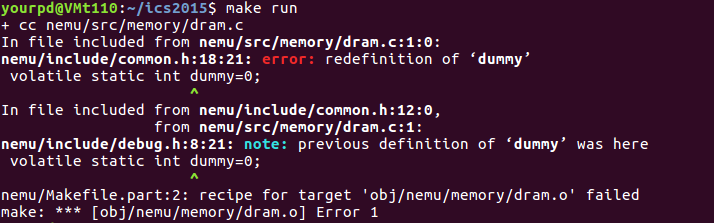 yourpd@VMt110:~/ics2015$ make run
+ cc nemu/src/memory/dram.c
In file included from nemu/src/memory/dram.c:1:0:
nemu/include/common.h:18:21: error: redefinition of ‘dummy’
 volatile static int dummy=0;
                     ^
In file included from nemu/include/common.h:12:0,
                 from nemu/src/memory/dram.c:1:
nemu/include/debug.h:8:21: note: previous definition of ‘dummy’ was here
 volatile static int dummy=0;
                     ^
nemu/Makefile.part:2: recipe for target 'obj/nemu/memory/dram.o' failed
make: *** [obj/nemu/memory/dram.o] Error 1